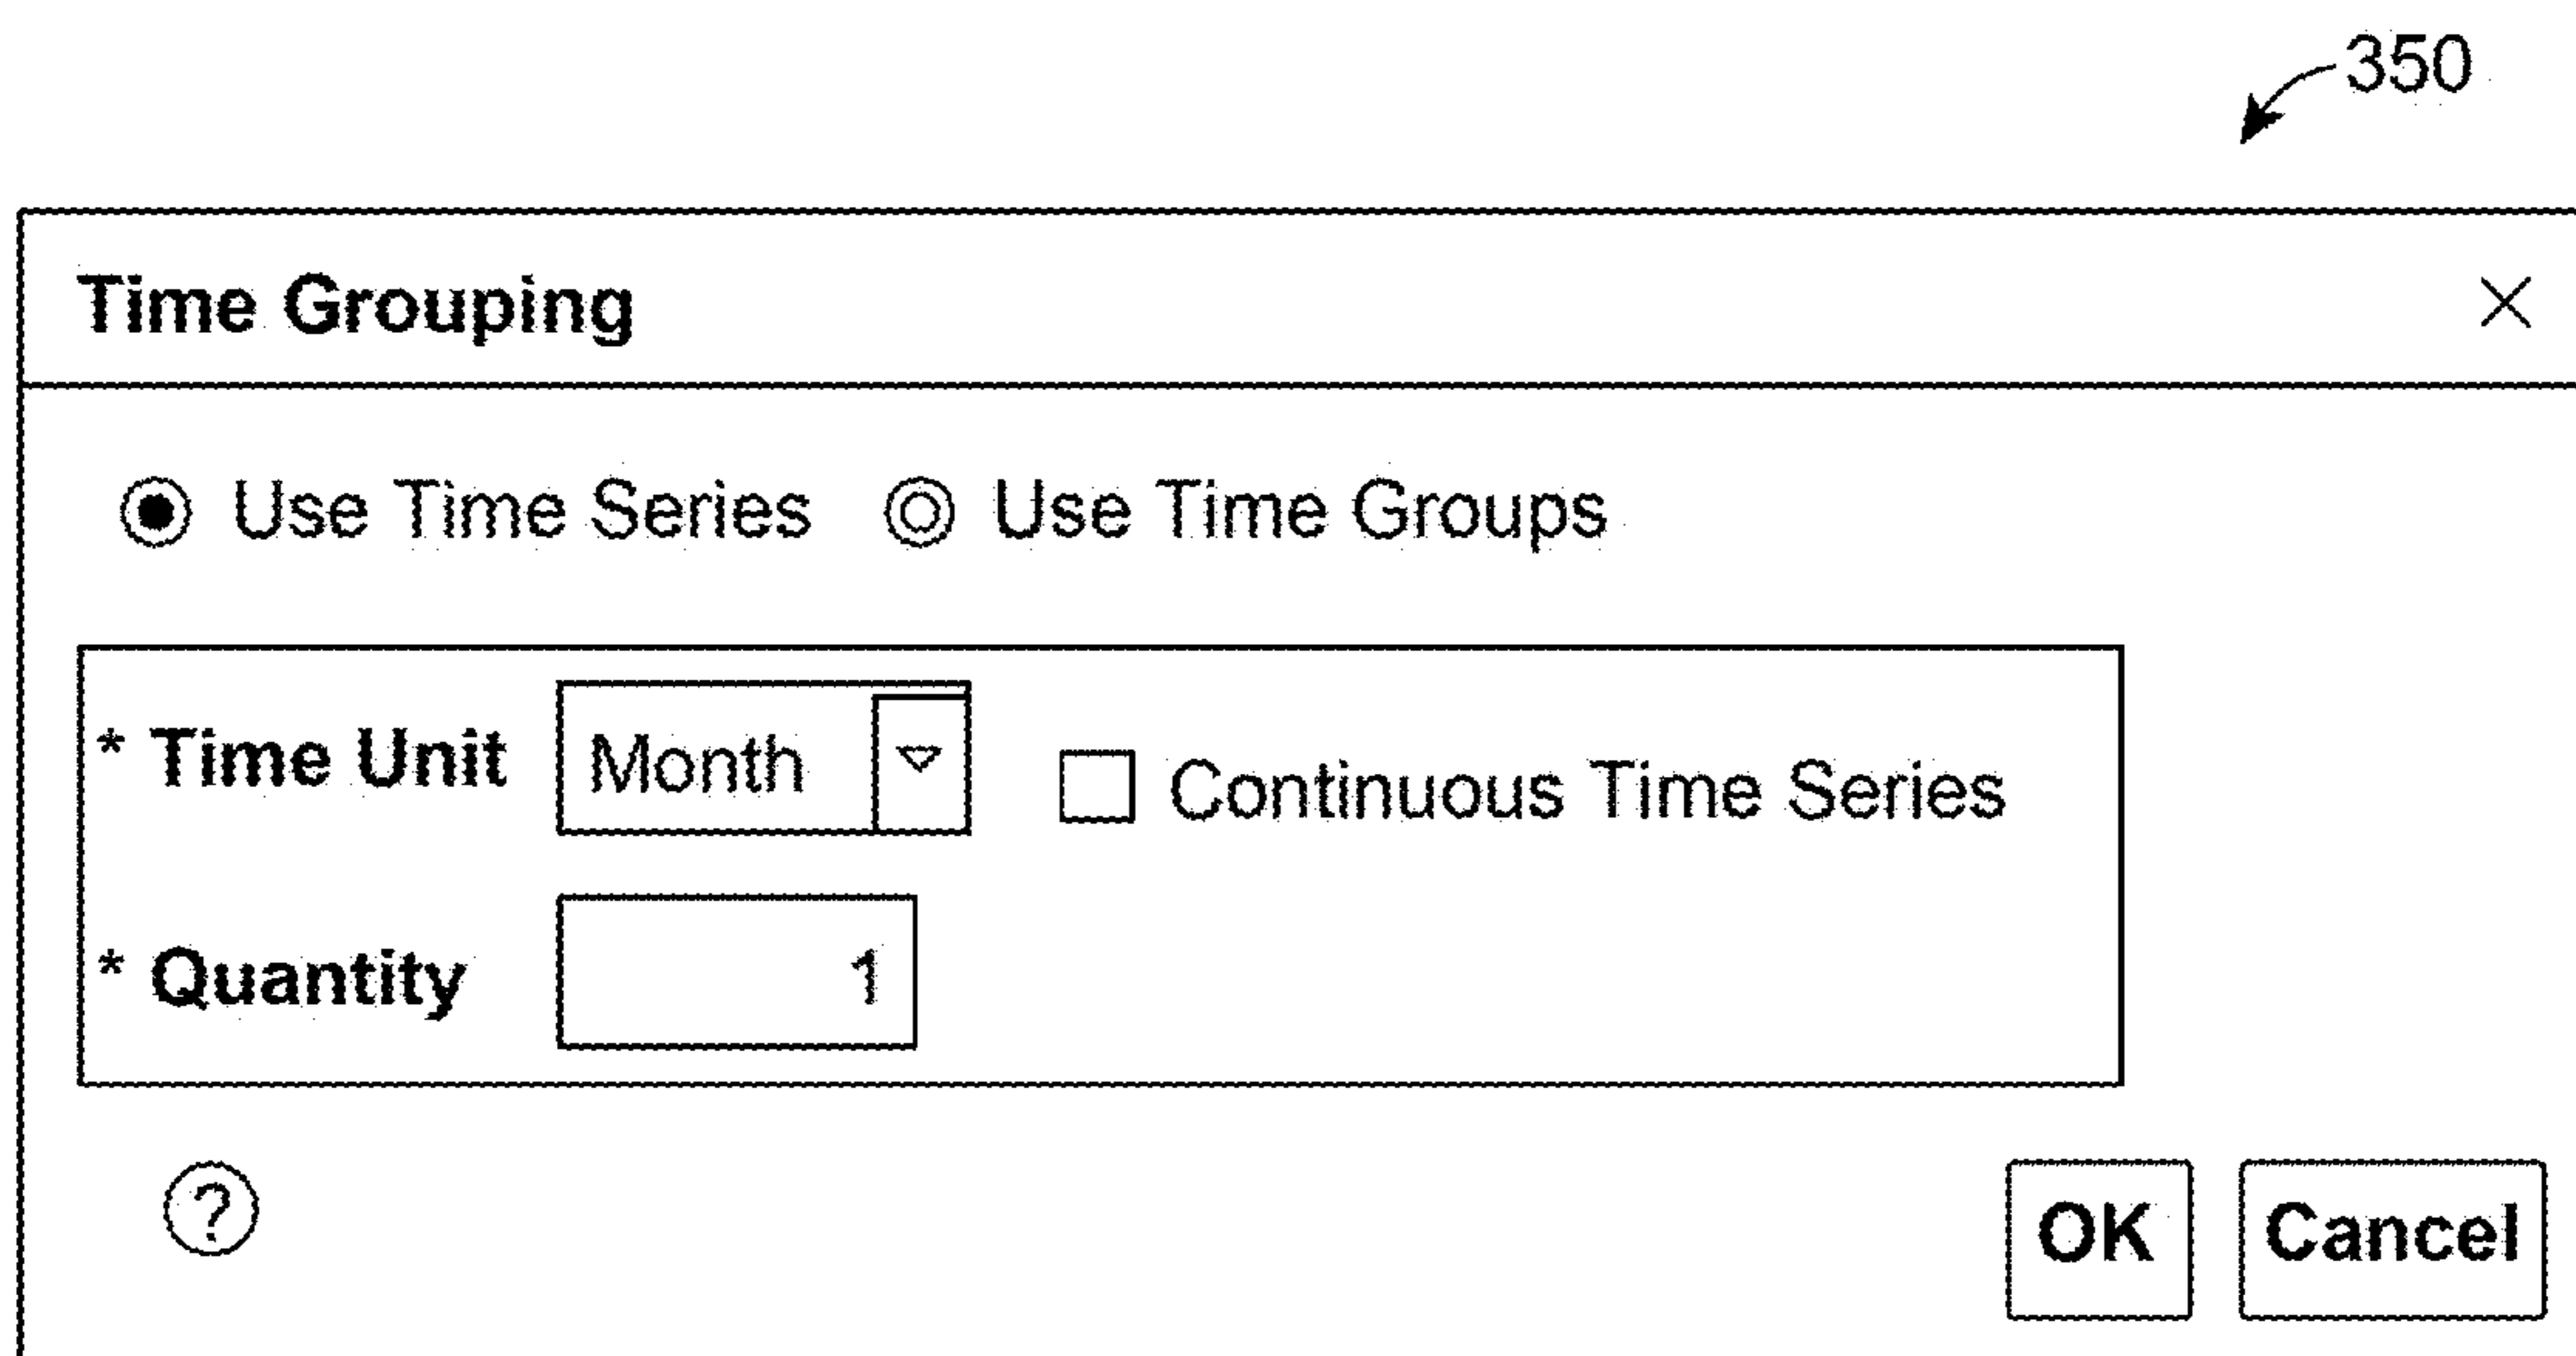 350
Time Grouping
Use Time Series Use Time Groups
* Time Unit Month Continuous Time Series
* Quantity 1
? OK Cancel